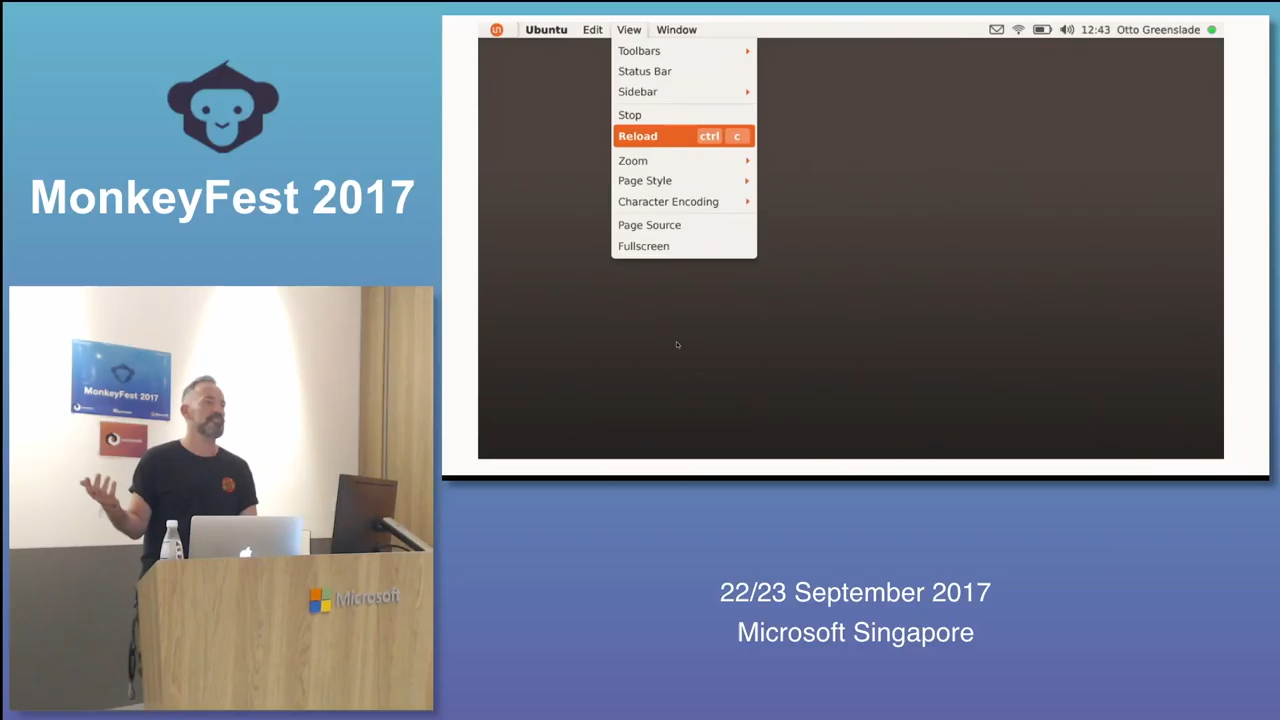 MonkeyFest 2017
MonkeyFest 2017
Microsoft
Ubuntu Edit View Window 12:43 Otto Greenslade
Toolbars
Status Bar
Sidebar
Stop
Reload ctrl c
Zoom
Page Style
Character Encoding
Page Source
Fullscreen
22/23 September 2017
Microsoft Singapore